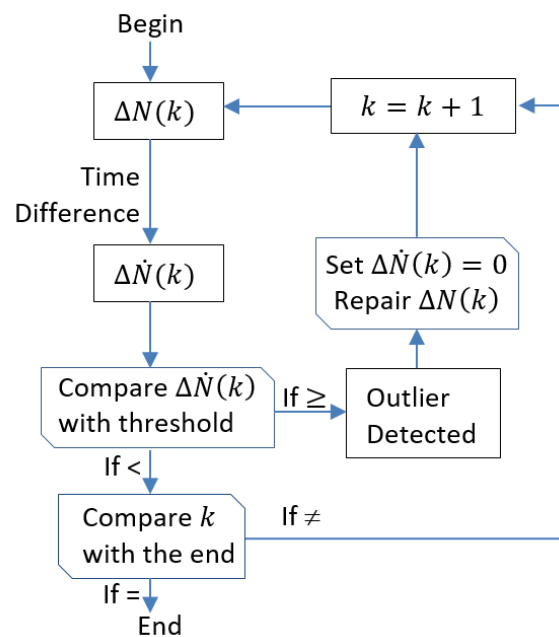 Begin
ΔN(k)
k = k + 1
Time
Difference
ΔṄ(k)
Set ΔṄ(k) = 0
Repair ΔN(k)
Compare ΔṄ(k)
with threshold
If ≥
Outlier
Detected
If <
Compare k
with the end
If ≠
If =
End